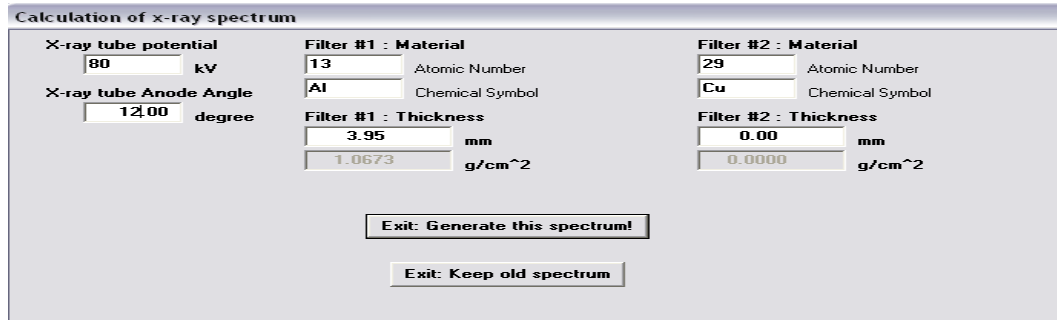 Calculation of x-ray spectrum
X-ray tube potential
80 kV
X-ray tube Anode Angle
12.00 degree
Filter #1 : Material
13 Atomic Number
Al Chemical Symbol
Filter #1 : Thickness
3.95 mm
1.0673 g/cm^2
Filter #2 : Material
29 Atomic Number
Cu Chemical Symbol
Filter #2 : Thickness
0.00 mm
0.0000 g/cm^2
Exit: Generate this spectrum!
Exit: Keep old spectrum